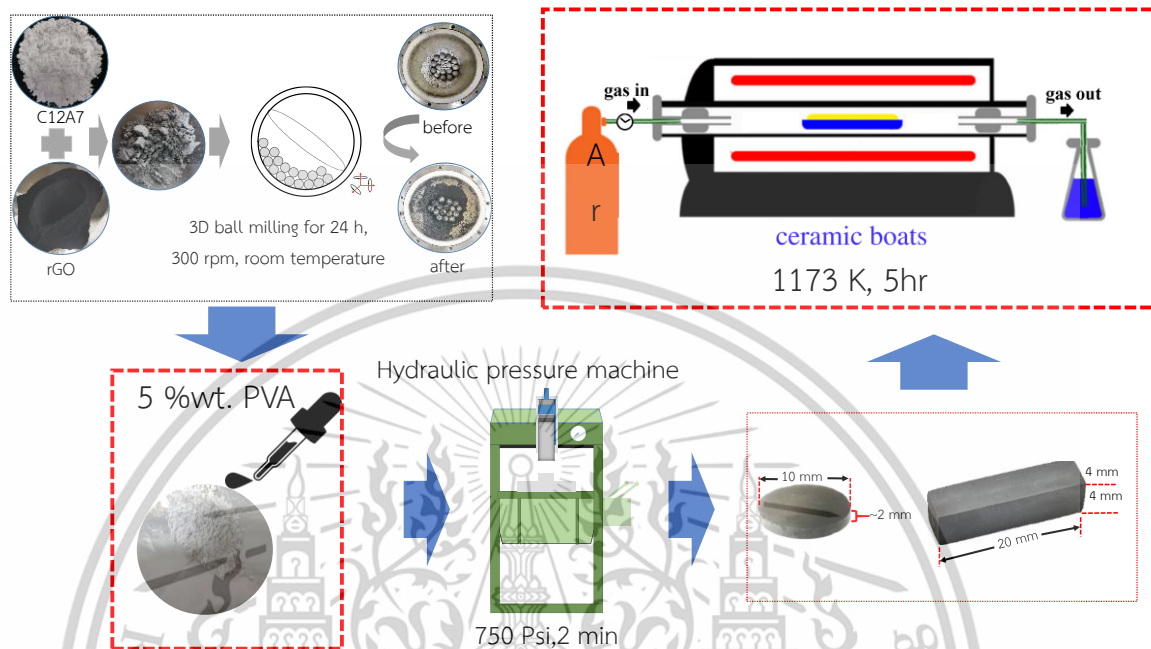 C12A7
rGO
3D ball milling for 24 h,
300 rpm, room temperature
before
after
5 %wt. PVA
Hydraulic pressure machine
750 Psi,2 min
10 mm
~2 mm
4 mm
4 mm
20 mm
gas in
gas out
A
r
ceramic boats
1173 K, 5hr